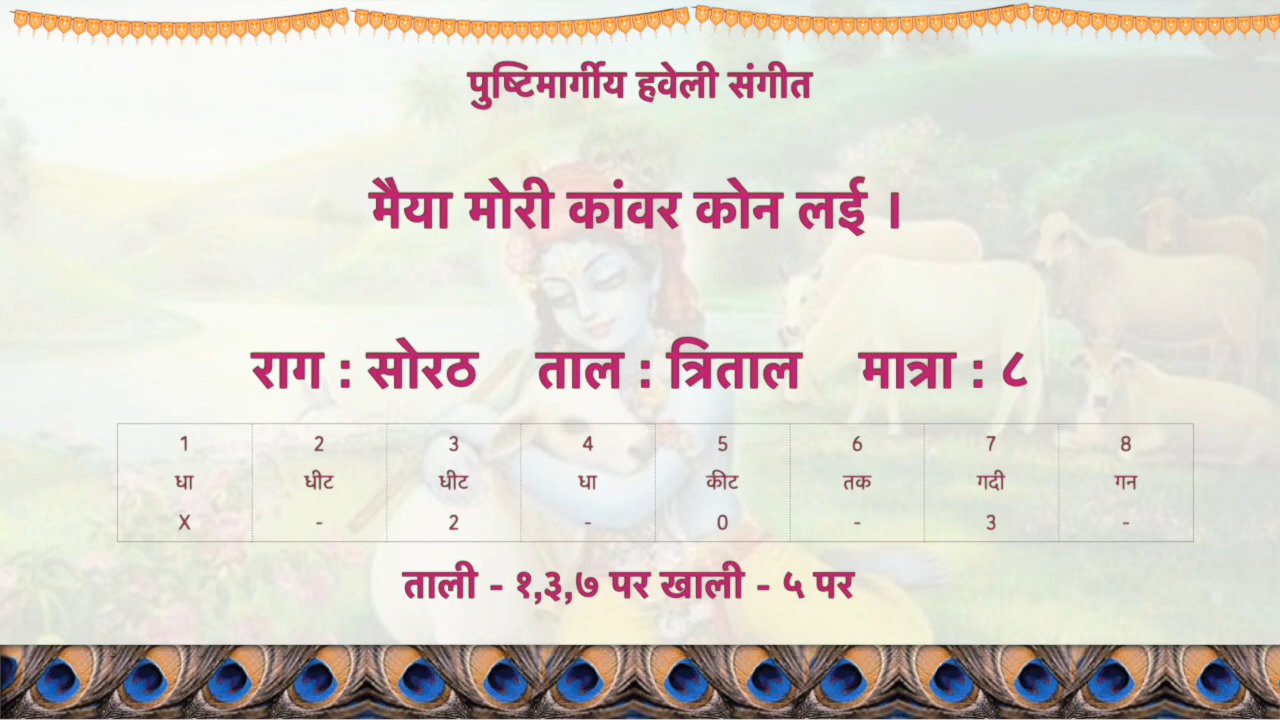 पुष्टिमार्गीय हवेली संगीत
मैया मोरी कांवर कोन लई ।
राग : सोरठ ताल : त्रिताल मात्रा : ८
1 2 3 4 5 6 7 8
धा धीट धीट धा कीट तक गदी गन
X - 2 - 0 - 3 -
ताली - १,३,७ पर खाली - ५ पर